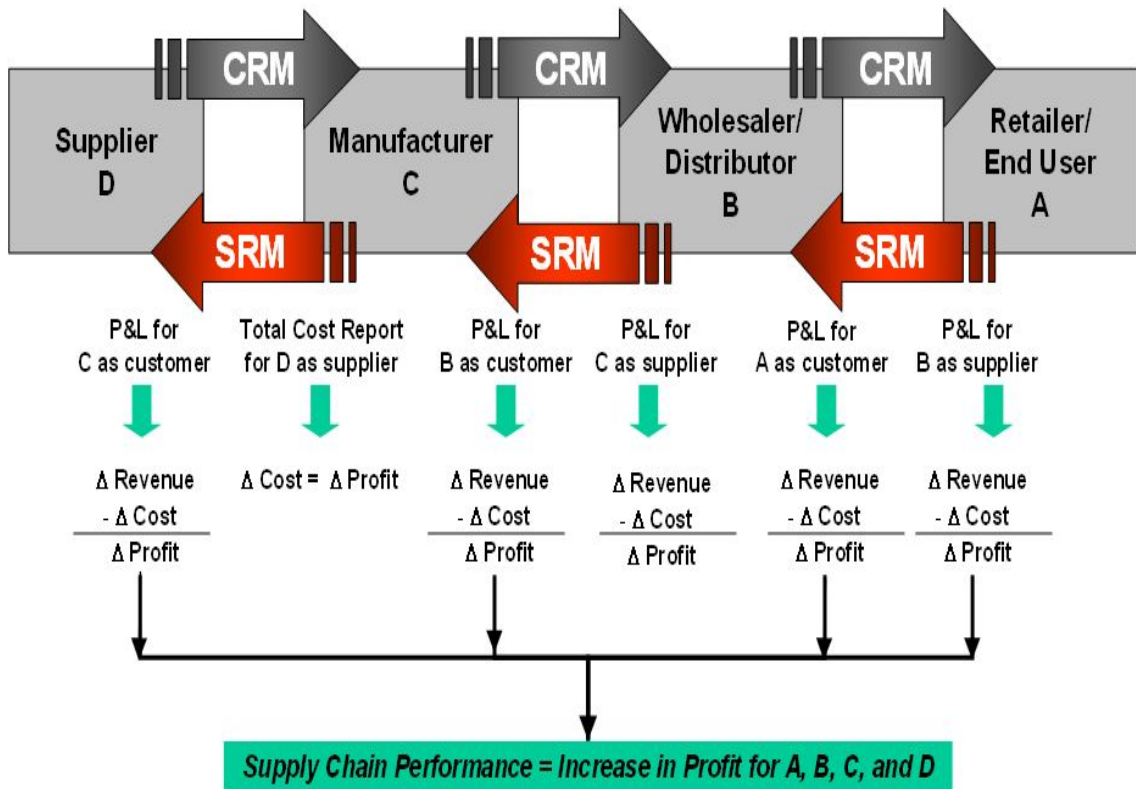 CRM
CRM
CRM
Supplier
D
Manufacturer
C
Wholesaler/
Distributor
B
Retailer/
End User
A
SRM
SRM
SRM
P&L for
C as customer
Total Cost Report
for D as supplier
P&L for
B as customer
P&L for
C as supplier
P&L for
A as customer
P&L for
B as supplier
Δ Revenue
- Δ Cost
Δ Profit
Δ Cost = Δ Profit
Δ Revenue
- Δ Cost
Δ Profit
Δ Revenue
- Δ Cost
Δ Profit
Δ Revenue
- Δ Cost
Δ Profit
Δ Revenue
- Δ Cost
Δ Profit
Supply Chain Performance = Increase in Profit for A, B, C, and D